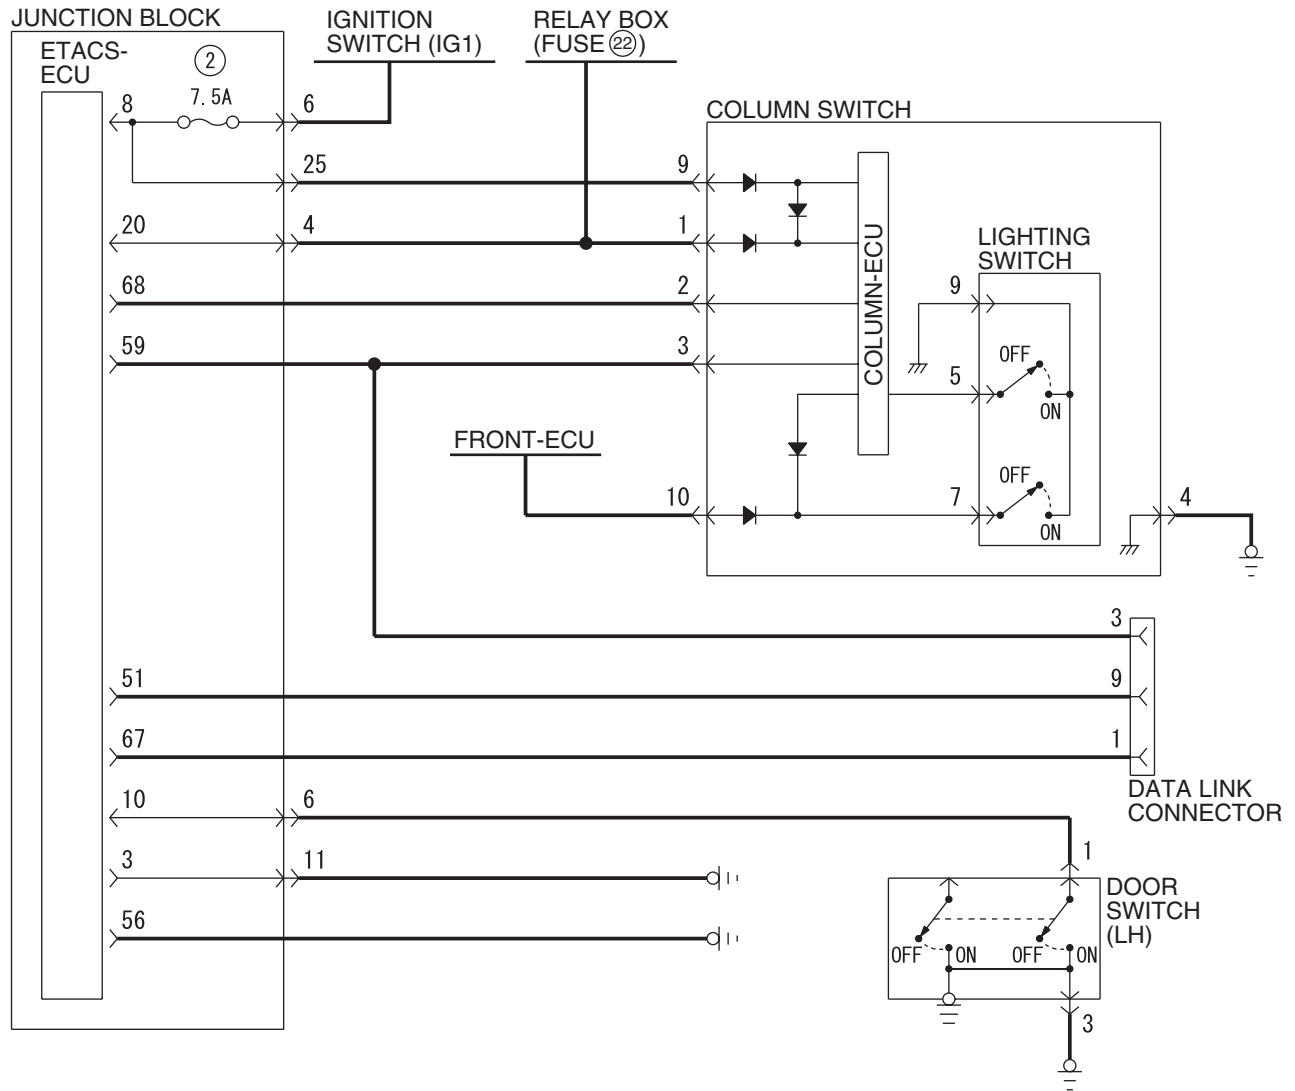 JUNCTION BLOCK
IGNITION
SWITCH (IG1)
RELAY BOX
(FUSE 22)
ETACS-
ECU
2
7.5A
8
6
COLUMN SWITCH
25
9
20
4
1
LIGHTING
SWITCH
68
2
9
COLUMN-ECU
59
3
OFF
5
ON
FRONT-ECU
OFF
10
7
4
ON
3
51
9
67
1
DATA LINK
CONNECTOR
10
6
1
3
11
DOOR
SWITCH
(LH)
56
OFF
ON
OFF
ON
3